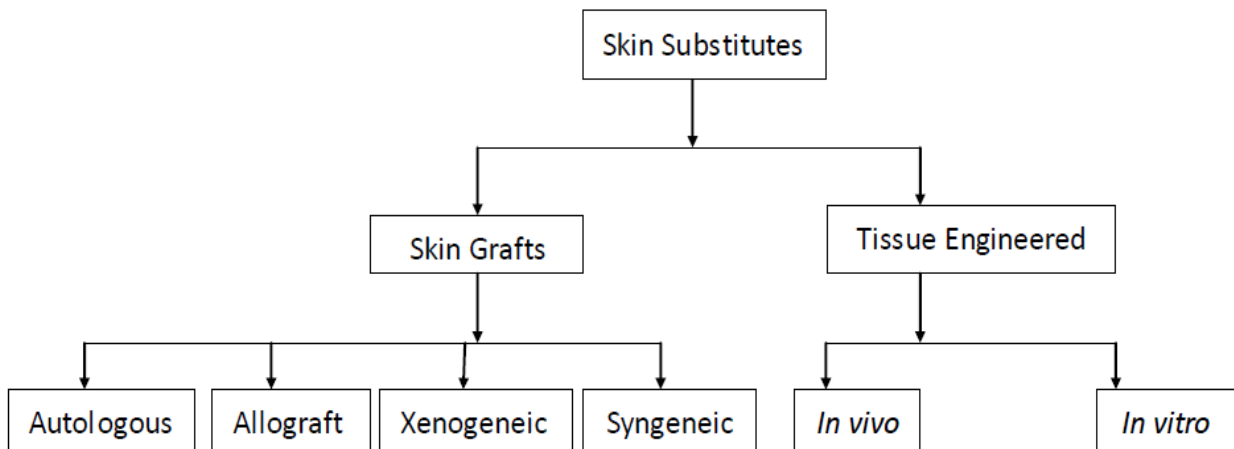 Skin Substitutes
Skin Grafts
Tissue Engineered
Autologous
Allograft
Xenogeneic
Syngeneic
In vivo
In vitro